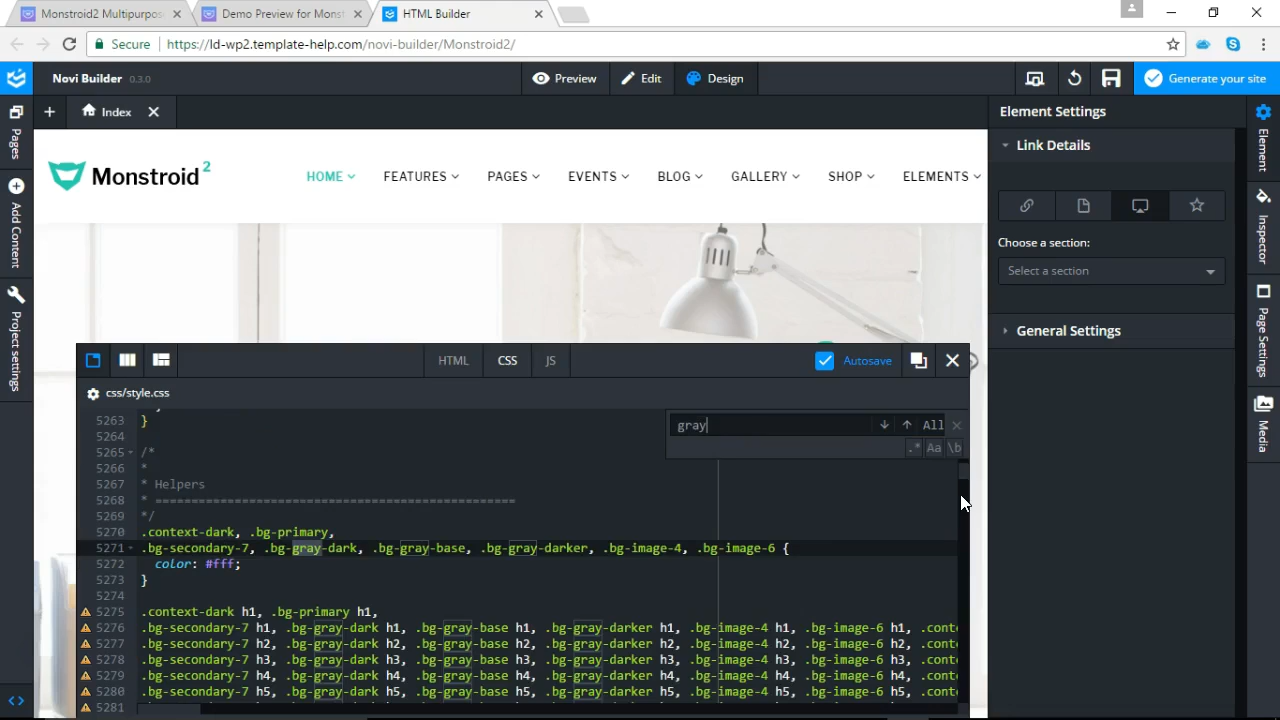 Monstroid2 Multipurpos
Demo Preview for Monst
HTML Builder
Secure https://ld-wp2.template-help.com/novi-builder/Monstroid2/
Novi Builder 0.3.0
Preview
Edit
Design
Generate your site
Index
Element Settings
Pages
Add Content
Project settings
Monstroid 2
HOME
FEATURES
PAGES
EVENTS
BLOG
GALLERY
SHOP
ELEMENTS
Link Details
Choose a section:
Select a section
General Settings
Element
Inspector
Page Settings
Media
HTML
CSS
JS
Autosave
css/style.css
gray
All
.* Aa \b
5263 }
5264
5265 /*
5266 *
5267 * Helpers
5268 * ==================================================
5269 */
5270 .context-dark, .bg-primary,
5271 .bg-secondary-7, .bg-gray-dark, .bg-gray-base, .bg-gray-darker, .bg-image-4, .bg-image-6 {
5272 color: #fff;
5273 }
5274
5275 .context-dark h1, .bg-primary h1,
5276 .bg-secondary-7 h1, .bg-gray-dark h1, .bg-gray-base h1, .bg-gray-darker h1, .bg-image-4 h1, .bg-image-6 h1, .conte
5277 .bg-secondary-7 h2, .bg-gray-dark h2, .bg-gray-base h2, .bg-gray-darker h2, .bg-image-4 h2, .bg-image-6 h2, .conte
5278 .bg-secondary-7 h3, .bg-gray-dark h3, .bg-gray-base h3, .bg-gray-darker h3, .bg-image-4 h3, .bg-image-6 h3, .conte
5279 .bg-secondary-7 h4, .bg-gray-dark h4, .bg-gray-base h4, .bg-gray-darker h4, .bg-image-4 h4, .bg-image-6 h4, .conte
5280 .bg-secondary-7 h5, .bg-gray-dark h5, .bg-gray-base h5, .bg-gray-darker h5, .bg-image-4 h5, .bg-image-6 h5, .conte
5281